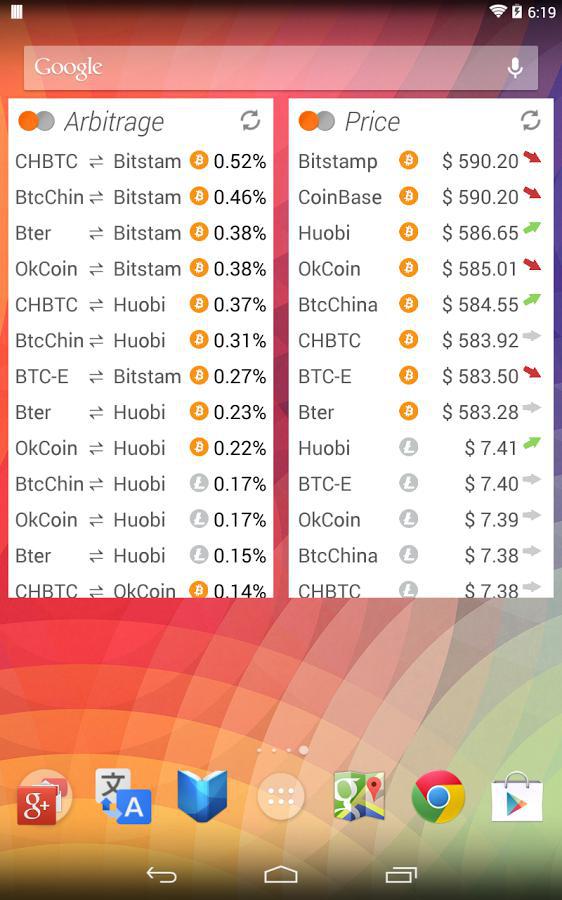 6:19
Google
Arbitrage
CHBTC ⇌ Bitstam 0.52%
BtcChin ⇌ Bitstam 0.46%
Bter ⇌ Bitstam 0.38%
OkCoin ⇌ Bitstam 0.38%
CHBTC ⇌ Huobi 0.37%
BtcChin ⇌ Huobi 0.31%
BTC-E ⇌ Bitstam 0.27%
Bter ⇌ Huobi 0.23%
OkCoin ⇌ Huobi 0.22%
BtcChin ⇌ Huobi 0.17%
OkCoin ⇌ Huobi 0.17%
Bter ⇌ Huobi 0.15%
CHBTC ⇌ OkCoin 0.14%
Price
Bitstamp $ 590.20
CoinBase $ 590.20
Huobi $ 586.65
OkCoin $ 585.01
BtcChina $ 584.55
CHBTC $ 583.92
BTC-E $ 583.50
Bter $ 583.28
Huobi $ 7.41
BTC-E $ 7.40
OkCoin $ 7.39
BtcChina $ 7.38
CHBTC $ 7.38
g+
文
A
g